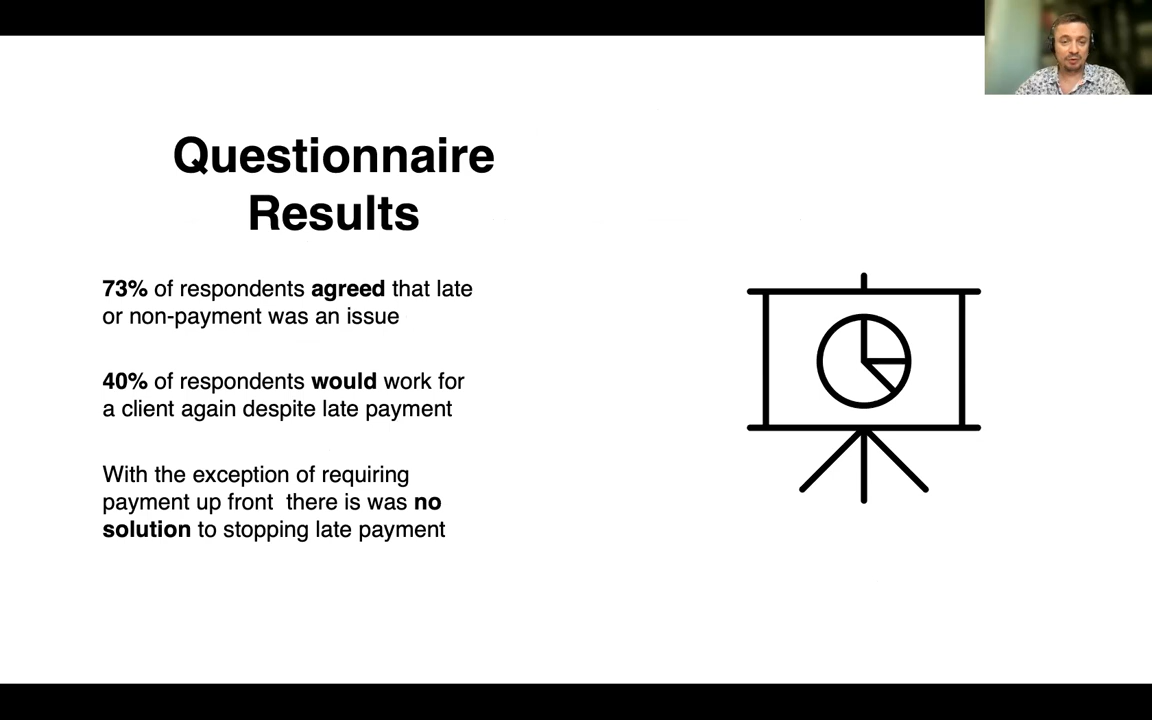 Questionnaire
Results
73% of respondents agreed that late
or non-payment was an issue
40% of respondents would work for
a client again despite late payment
With the exception of requiring
payment up front  there is was no
solution to stopping late payment